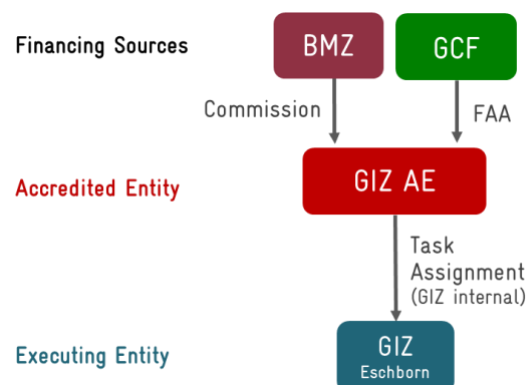 Financing Sources
BMZ
GCF
Commission
FAA
Accredited Entity
GIZ AE
Task
Assignment
(GIZ internal)
Executing Entity
GIZ
Eschborn